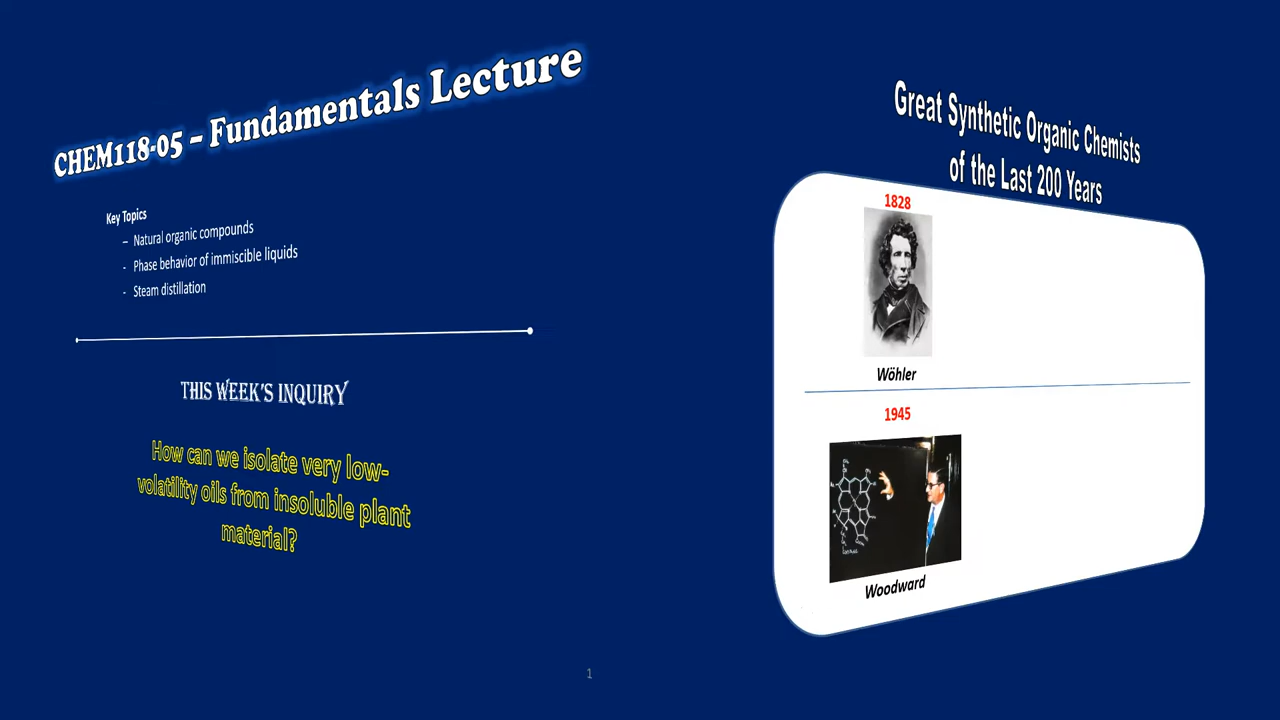 CHEM118-05 – Fundamentals Lecture
Key Topics
– Natural organic compounds
- Phase behavior of immiscible liquids
- Steam distillation
THIS WEEK'S INQUIRY
How can we isolate very low-
volatility oils from insoluble plant
material?
Great Synthetic Organic Chemists
of the Last 200 Years
1828
Wöhler
1945
Woodward
1